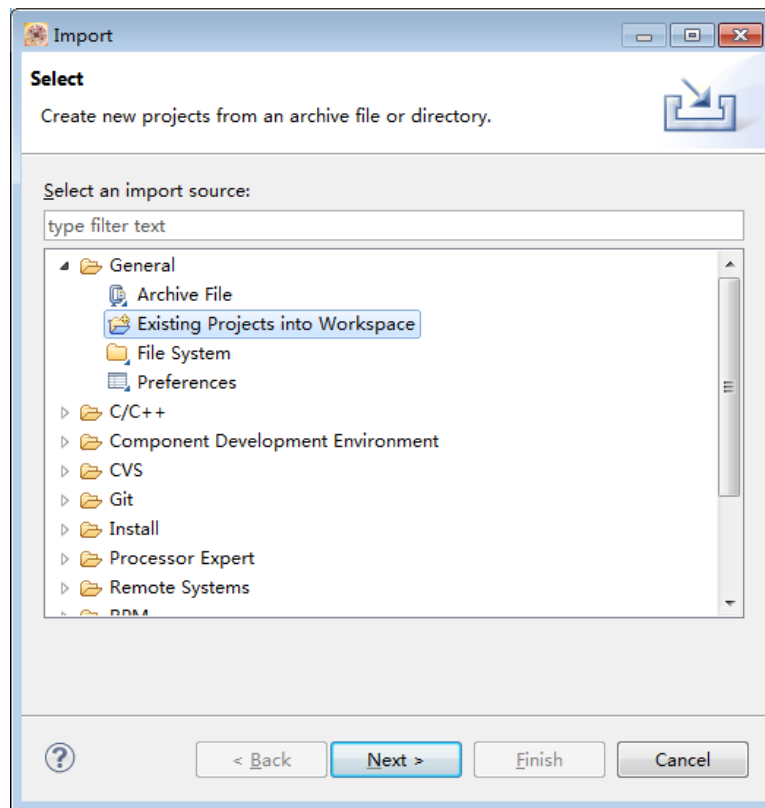 Import
Select
Create new projects from an archive file or directory.
Select an import source:
type filter text
General
Archive File
Existing Projects into Workspace
File System
Preferences
C/C++
Component Development Environment
CVS
Git
Install
Processor Expert
Remote Systems
RPM
? < Back Next > Finish Cancel